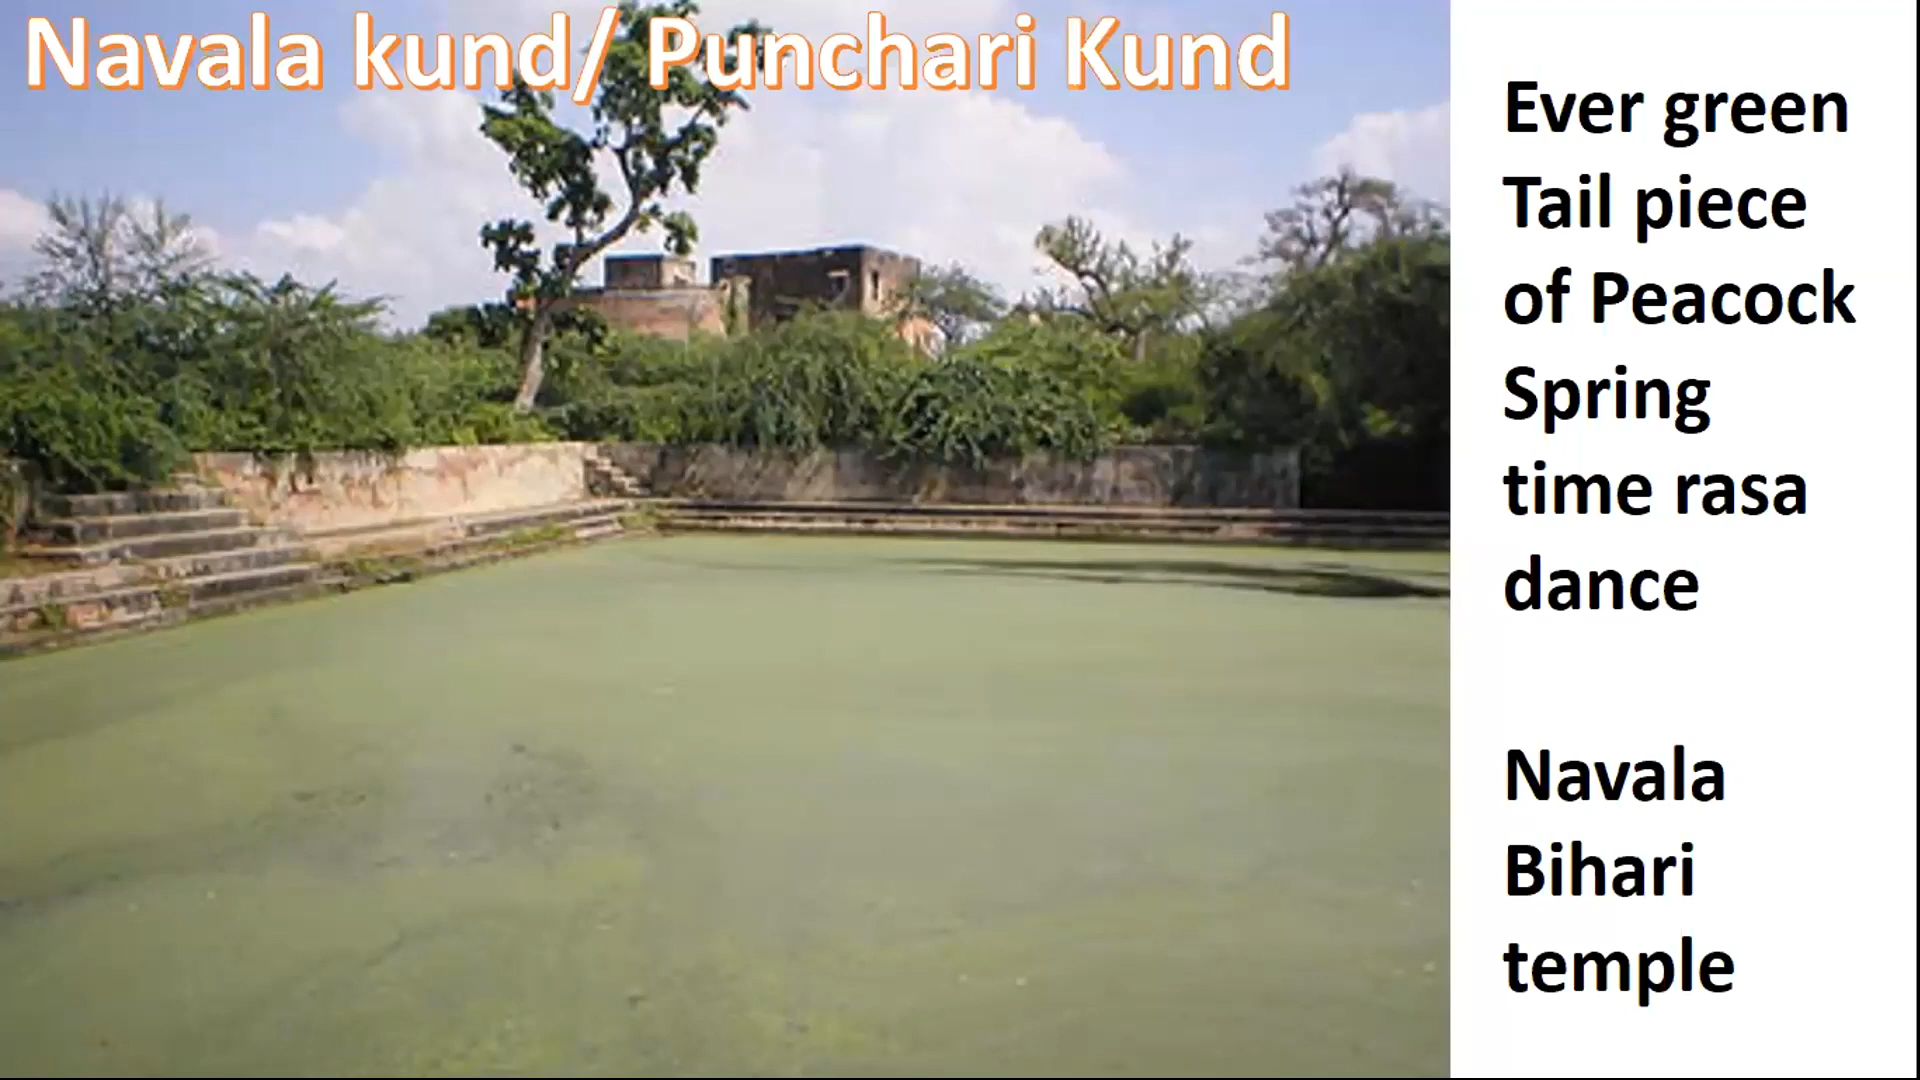 Navala kund/ Punchari Kund
Ever green
Tail piece
of Peacock
Spring
time rasa
dance
Navala
Bihari
temple